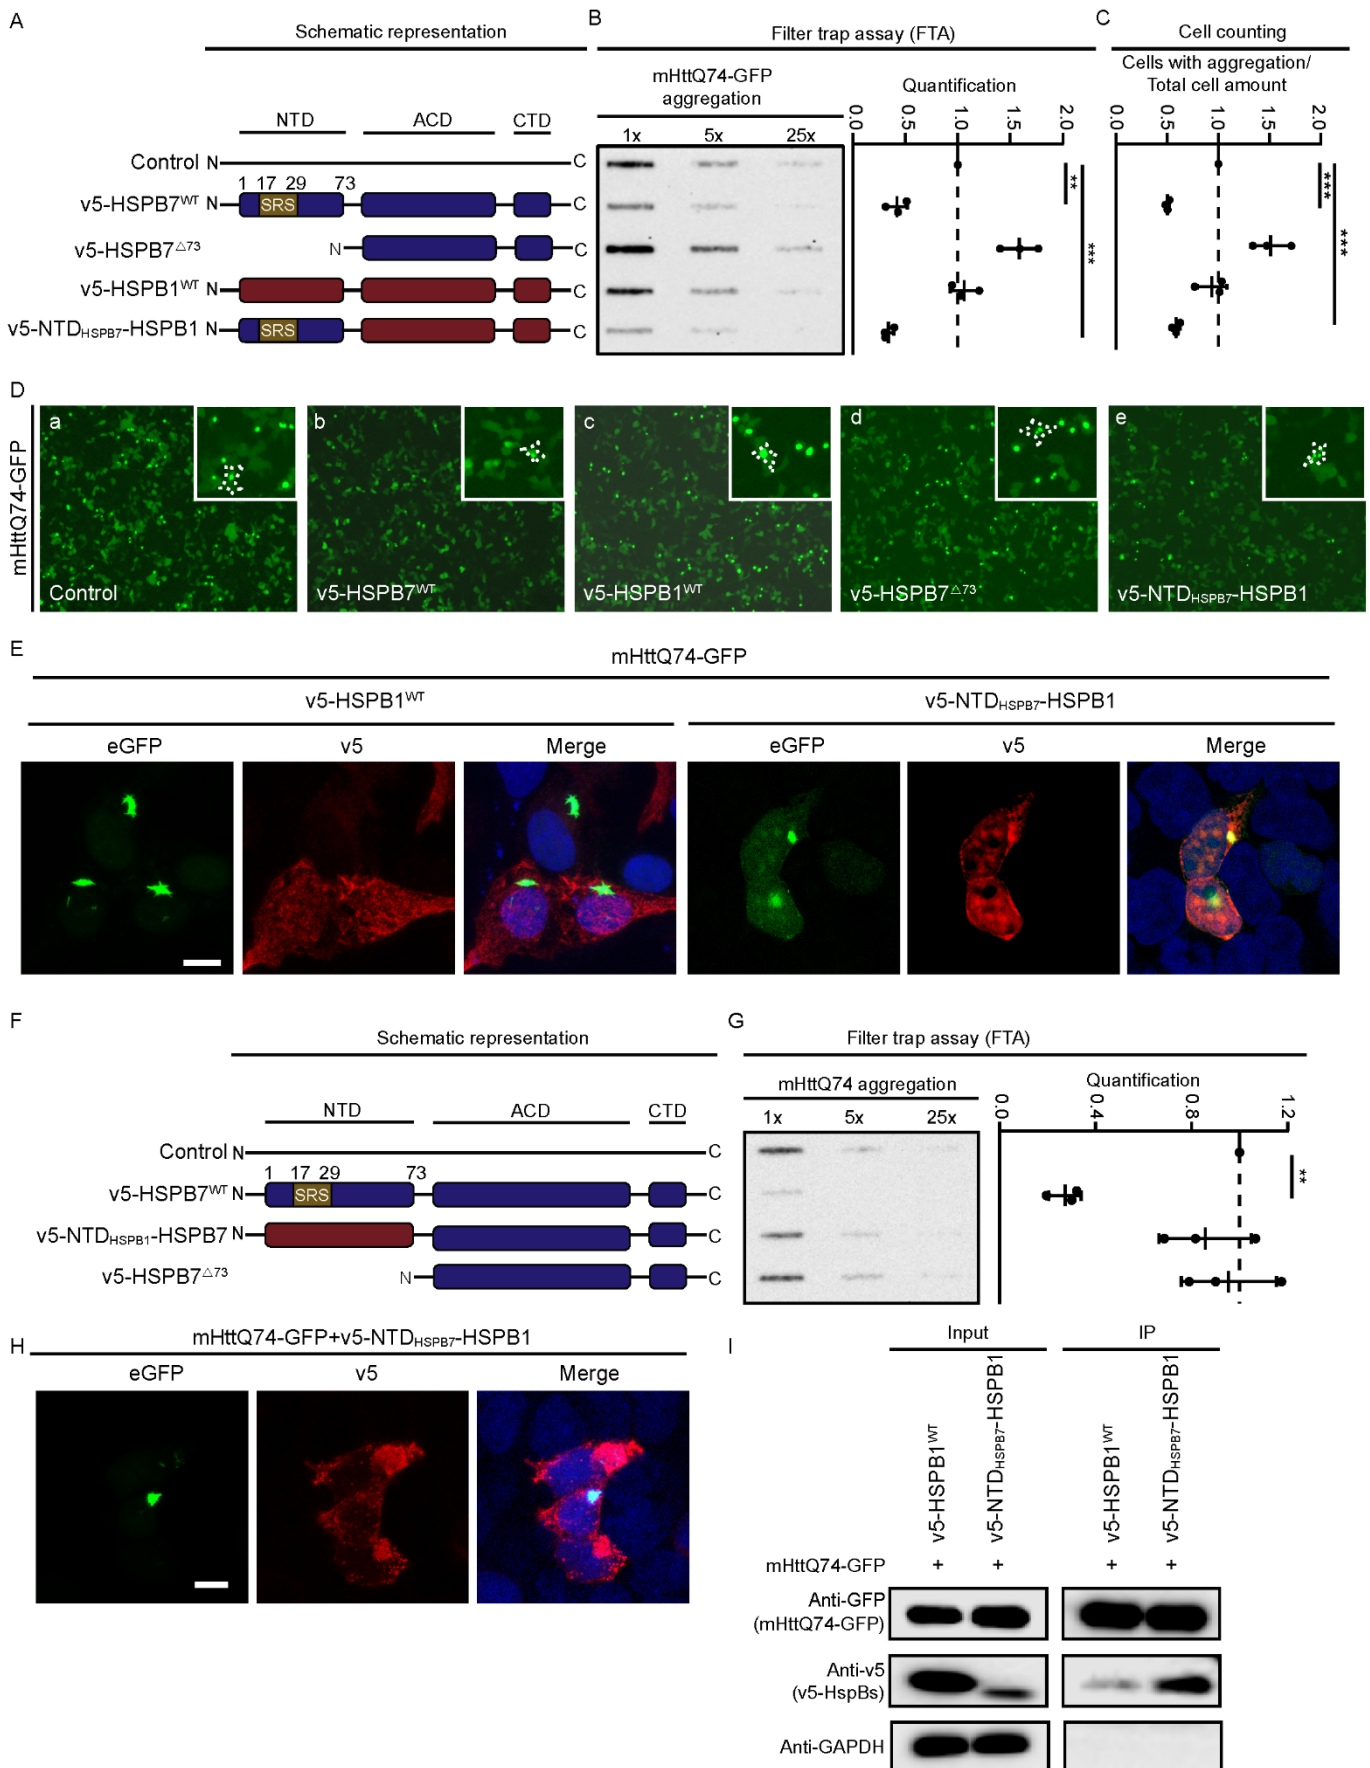 A
Schematic representation
NTD ACD CTD
Control N C
1 17 29 73
v5-HSPB7WT N SRS C
v5-HSPB7△73 N C
v5-HSPB1WT N C
v5-NTDHSPB7-HSPB1 N SRS C
B
Filter trap assay (FTA)
mHttQ74-GFP
aggregation
1x 5x 25x
Quantification
0.0 0.5 1.0 1.5 2.0
**
***
C
Cell counting
Cells with aggregation/
Total cell amount
0.0 0.5 1.0 1.5 2.0
***
***
D
mHttQ74-GFP
a b c d e
Control v5-HSPB7WT v5-HSPB1WT v5-HSPB7△73 v5-NTDHSPB7-HSPB1
E
mHttQ74-GFP
v5-HSPB1WT v5-NTDHSPB7-HSPB1
eGFP v5 Merge eGFP v5 Merge
F
Schematic representation
NTD ACD CTD
Control N C
1 17 29 73
v5-HSPB7WT N SRS C
v5-NTDHSPB1-HSPB7 N C
v5-HSPB7△73 N C
G
Filter trap assay (FTA)
mHttQ74 aggregation
1x 5x 25x
Quantification
0.0 0.4 0.8 1.2
**
H
mHttQ74-GFP+v5-NTDHSPB7-HSPB1
eGFP v5 Merge
I
Input IP
v5-HSPB1WT
v5-NTDHSPB7-HSPB1
v5-HSPB1WT
v5-NTDHSPB7-HSPB1
mHttQ74-GFP + + + +
Anti-GFP
(mHttQ74-GFP)
Anti-v5
(v5-HspBs)
Anti-GAPDH